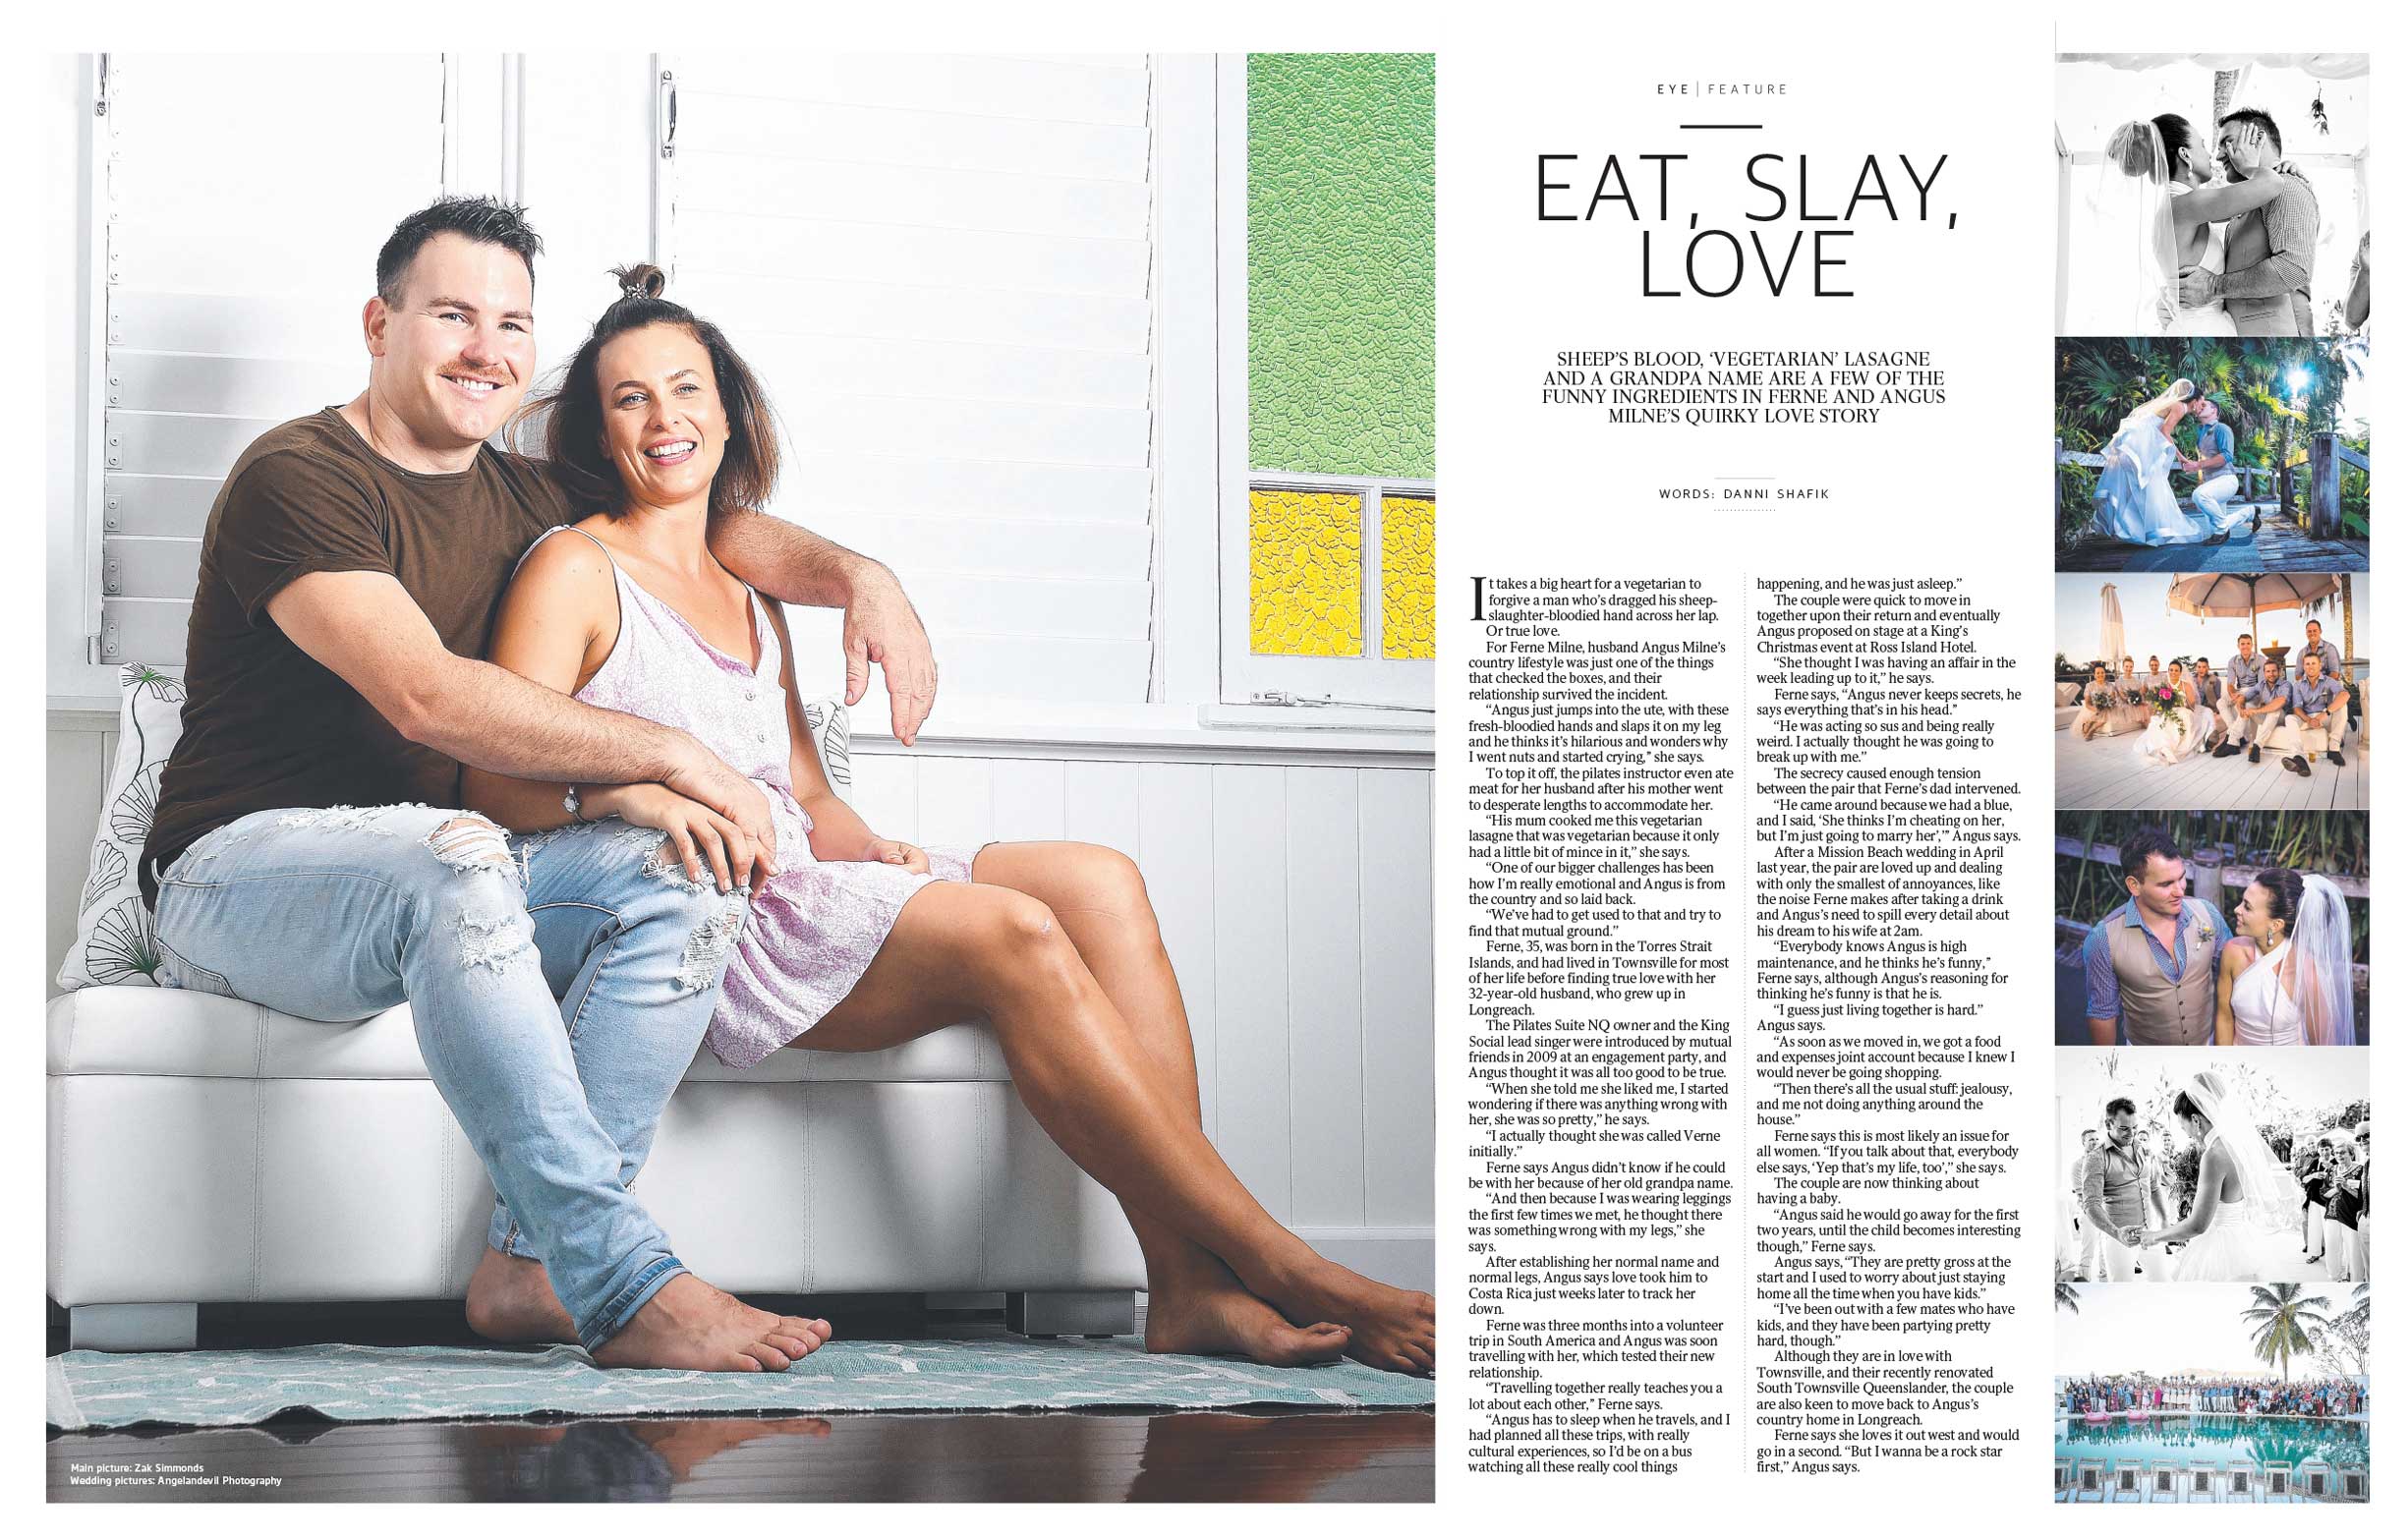 EYE | FEATURE
EAT, SLAY,
LOVE
SHEEP'S BLOOD, ‘VEGETARIAN’ LASAGNE
AND A GRANDPA NAME ARE A FEW OF THE
FUNNY INGREDIENTS IN FERNE AND ANGUS
MILNE'S QUIRKY LOVE STORY
WORDS: DANNI SHAFIK
It takes a big heart for a vegetarian to
forgive a man who's dragged his sheep-
slaughter-bloodied hand across her lap.
Or true love.
For Ferne Milne, husband Angus Milne's
country lifestyle was just one of the things
that checked the boxes, and their
relationship survived the incident.
“Angus just jumps into the ute, with these
fresh-bloodied hands and slaps it on my leg
and he thinks it's hilarious and wonders why
I went nuts and started crying,” she says.
To top it off, the pilates instructor even ate
meat for her husband after his mother went
to desperate lengths to accommodate her.
“His mum cooked me this vegetarian
lasagne that was vegetarian because it only
had a little bit of mince in it,” she says.
“One of our bigger challenges has been
how I'm really emotional and Angus is from
the country and so laid back.
“We've had to get used to that and try to
find that mutual ground.”
Ferne, 35, was born in the Torres Strait
Islands, and had lived in Townsville for most
of her life before finding true love with her
32-year-old husband, who grew up in
Longreach.
The Pilates Suite NQ owner and the King
Social lead singer were introduced by mutual
friends in 2009 at an engagement party, and
Angus thought it was all too good to be true.
“When she told me she liked me, I started
wondering if there was anything wrong with
her, she was so pretty,” he says.
“I actually thought she was called Verne
initially.”
Ferne says Angus didn't know if he could
be with her because of her old grandpa name.
“And then because I was wearing leggings
the first few times we met, he thought there
was something wrong with my legs,” she
says.
After establishing her normal name and
normal legs, Angus says love took him to
Costa Rica just weeks later to track her
down.
Ferne was three months into a volunteer
trip in South America and Angus was soon
travelling with her, which tested their new
relationship.
“Travelling together really teaches you a
lot about each other,” Ferne says.
“Angus has to sleep when he travels, and I
had planned all these trips, with really
cultural experiences, so I'd be on a bus
watching all these really cool things
happening, and he was just asleep.”
The couple were quick to move in
together upon their return and eventually
Angus proposed on stage at a King's
Christmas event at Ross Island Hotel.
“She thought I was having an affair in the
week leading up to it,” he says.
Ferne says, “Angus never keeps secrets, he
says everything that's in his head.”
“He was acting so sus and being really
weird. I actually thought he was going to
break up with me.”
The secrecy caused enough tension
between the pair that Ferne's dad intervened.
“He came around because we had a blue,
and I said, ‘She thinks I'm cheating on her,
but I'm just going to marry her’,” Angus says.
After a Mission Beach wedding in April
last year, the pair are loved up and dealing
with only the smallest of annoyances, like
the noise Ferne makes after taking a drink
and Angus's need to spill every detail about
his dream to his wife at 2am.
“Everybody knows Angus is high
maintenance, and he thinks he's funny,”
Ferne says, although Angus's reasoning for
thinking he's funny is that he is.
“I guess just living together is hard.”
Angus says.
“As soon as we moved in, we got a food
and expenses joint account because I knew I
would never be going shopping.
“Then there's all the usual stuff: jealousy,
and me not doing anything around the
house.”
Ferne says this is most likely an issue for
all women. “If you talk about that, everybody
else says, ‘Yep that's my life, too’,” she says.
The couple are now thinking about
having a baby.
“Angus said he would go away for the first
two years, until the child becomes interesting
though,” Ferne says.
Angus says, “They are pretty gross at the
start and I used to worry about just staying
home all the time when you have kids.”
“I've been out with a few mates who have
kids, and they have been partying pretty
hard, though.”
Although they are in love with
Townsville, and their recently renovated
South Townsville Queenslander, the couple
are also keen to move back to Angus's
country home in Longreach.
Ferne says she loves it out west and would
go in a second. “But I wanna be a rock star
first,” Angus says.
Main picture: Zak Simmonds
Wedding pictures: Angelandevil Photography